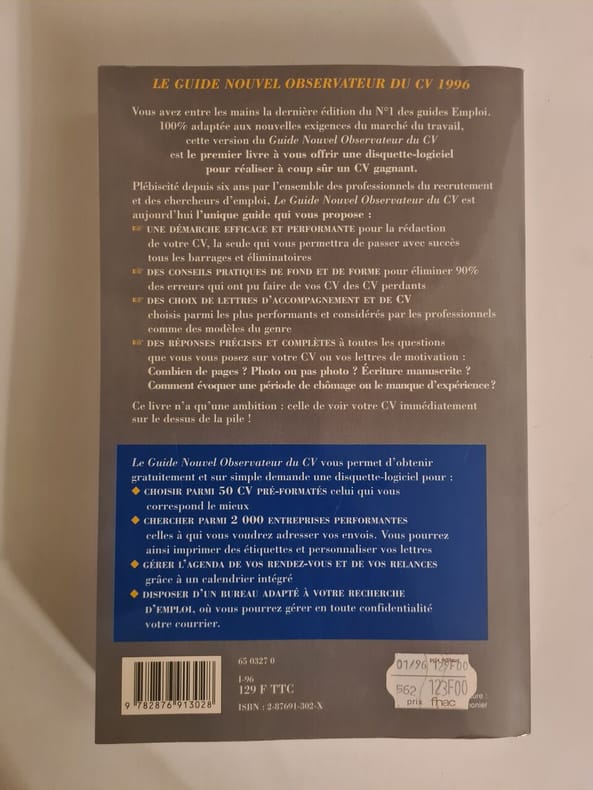 LE GUIDE NOUVEL OBSERVATEUR DU CV 1996
Vous avez entre les mains la dernière édition du N°1 des guides Emploi.
100% adaptée aux nouvelles exigences du marché du travail,
cette version du Guide Nouvel Observateur du CV
est le premier livre à vous offrir une disquette-logiciel
pour réaliser à coup sûr un CV gagnant.
Plébiscité depuis six ans par l'ensemble des professionnels du recrutement
et des chercheurs d'emploi, Le Guide Nouvel Observateur du CV est
aujourd'hui l'unique guide qui vous propose :
☞ UNE DÉMARCHE EFFICACE ET PERFORMANTE pour la rédaction
de votre CV, la seule qui vous permettra de passer avec succès
tous les barrages et éliminatoires
☞ DES CONSEILS PRATIQUES DE FOND ET DE FORME pour éliminer 90%
des erreurs qui ont pu faire de vos CV des CV perdants
☞ DES CHOIX DE LETTRES D'ACCOMPAGNEMENT ET DE CV
choisis parmi les plus performants et considérés par les professionnels
comme des modèles du genre
☞ DES RÉPONSES PRÉCISES ET COMPLÈTES à toutes les questions
que vous vous posez sur votre CV ou vos lettres de motivation :
Combien de pages ? Photo ou pas photo ? Écriture manuscrite ?
Comment évoquer une période de chômage ou le manque d'expérience ?
Ce livre n'a qu'une ambition : celle de voir votre CV immédiatement
sur le dessus de la pile !
Le Guide Nouvel Observateur du CV vous permet d'obtenir
gratuitement et sur simple demande une disquette-logiciel pour :
◆ CHOISIR PARMI 50 CV PRÉ-FORMATÉS celui qui vous
correspond le mieux
◆ CHERCHER PARMI 2 000 ENTREPRISES PERFORMANTES
celles à qui vous voudrez adresser vos envois. Vous pourrez
ainsi imprimer des étiquettes et personnaliser vos lettres
◆ GÉRER L'AGENDA DE VOS RENDEZ-VOUS ET DE VOS RELANCES
grâce à un calendrier intégré
◆ DISPOSER D'UN BUREAU ADAPTÉ À VOTRE RECHERCHE
D'EMPLOI, où vous pourrez gérer en toute confidentialité
votre courrier.
65 0327 0
I-96
129 F TTC
ISBN : 2-87691-302-X
9 782876 913028
01/96 129F00
562 123F00
prix fnac